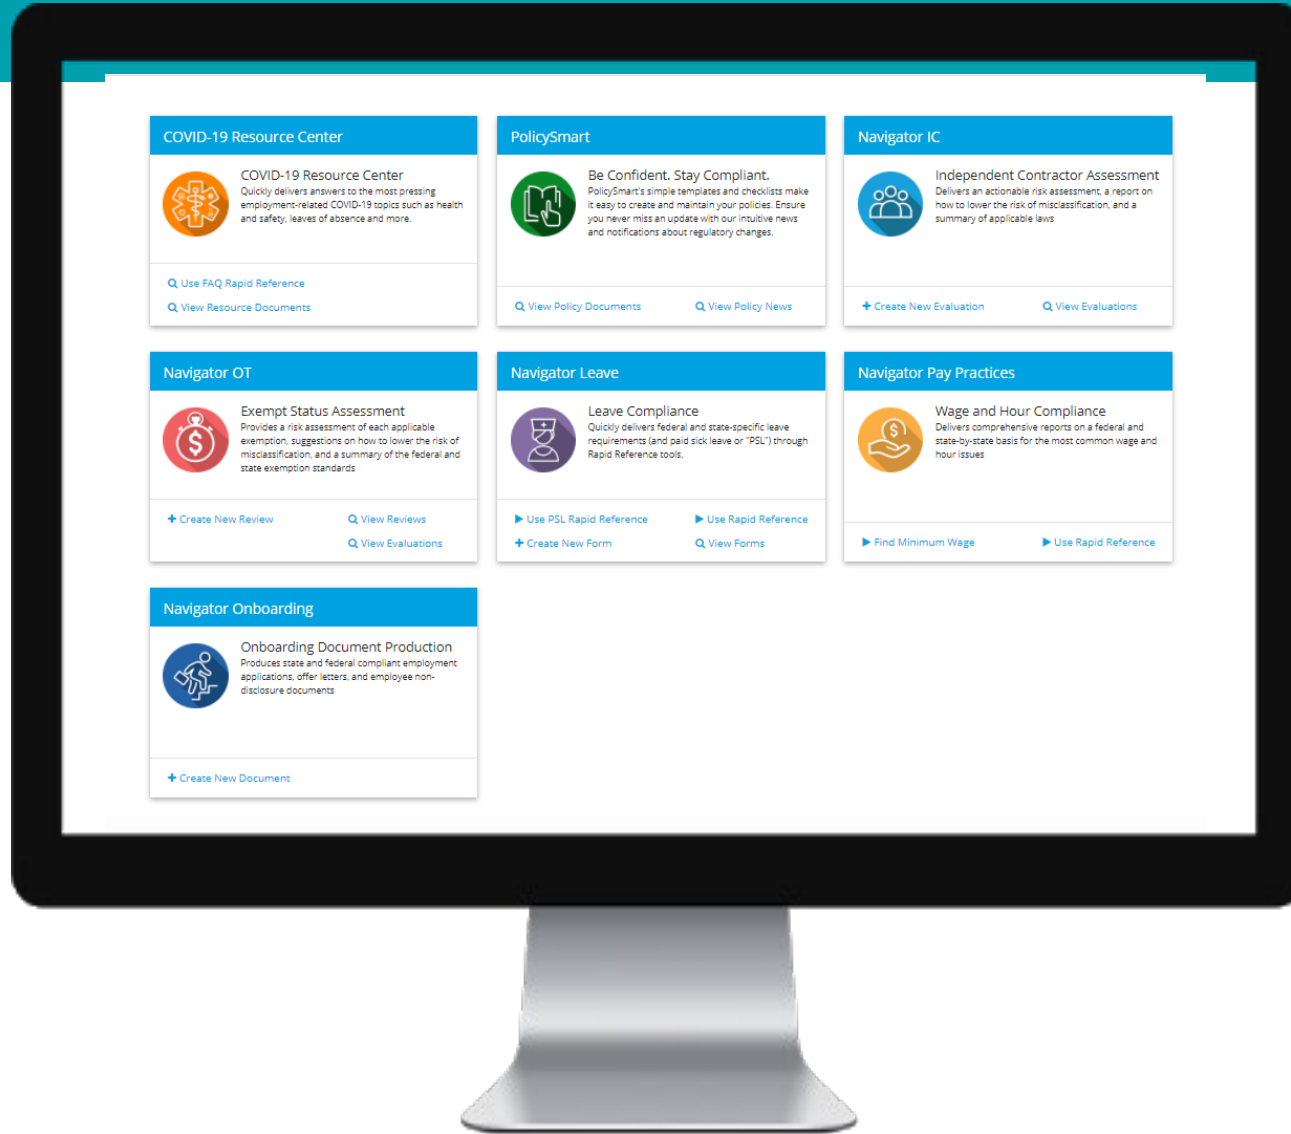 COVID-19 Resource Center
COVID-19 Resource Center
Quickly delivers answers to the most pressing
employment-related COVID-19 topics such as health
and safety, leaves of absence and more.
Use FAQ Rapid Reference
View Resource Documents
PolicySmart
Be Confident. Stay Compliant.
PolicySmart's simple templates and checklists make
it easy to create and maintain your policies. Ensure
you never miss an update with our intuitive news
and notifications about regulatory changes.
View Policy Documents
View Policy News
Navigator IC
Independent Contractor Assessment
Delivers an actionable risk assessment, a report on
how to lower the risk of misclassification, and a
summary of applicable laws
Create New Evaluation
View Evaluations
Navigator OT
Exempt Status Assessment
Provides a risk assessment of each applicable
exemption, suggestions on how to lower the risk of
misclassification, and a summary of the federal and
state exemption standards
Create New Review
View Reviews
View Evaluations
Navigator Leave
Leave Compliance
Quickly delivers federal and state-specific leave
requirements (and paid sick leave or "PSL") through
Rapid Reference tools.
Use PSL Rapid Reference
Use Rapid Reference
Create New Form
View Forms
Navigator Pay Practices
Wage and Hour Compliance
Delivers comprehensive reports on a federal and
state-by-state basis for the most common wage and
hour issues
Find Minimum Wage
Use Rapid Reference
Navigator Onboarding
Onboarding Document Production
Produces state and federal compliant employment
applications, offer letters, and employee non-
disclosure documents
Create New Document